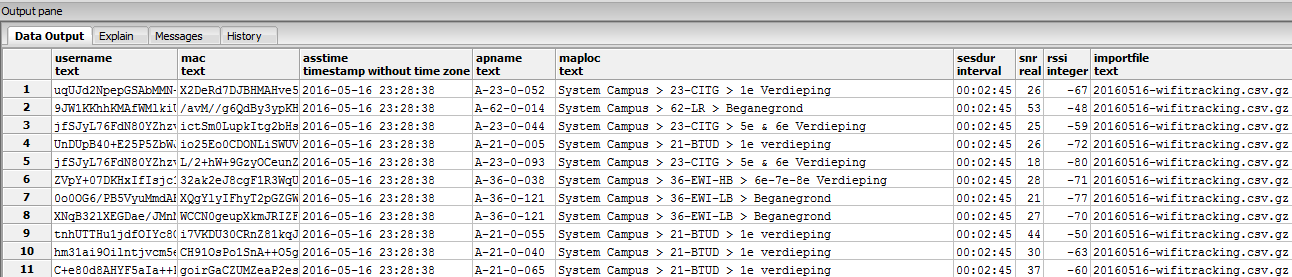 Output pane
Data Output Explain Messages History
username mac asstime apname maploc sesdur snr rssi importfile
text text timestamp without time zone text text interval real integer text
1 uqUJd2NpepGSAbMMN- X2DeRd7DJBHMAHve5 2016-05-16 23:28:38 A-23-0-052 System Campus > 23-CITG > 1e Verdieping 00:02:45 26 -67 20160516-wifitracking.csv.gz
2 9JW1KKhhKMAfWMlkiU /avM//g6QdBy3ypKH 2016-05-16 23:28:38 A-62-0-014 System Campus > 62-LR > Beganegrond 00:02:45 53 -48 20160516-wifitracking.csv.gz
3 jfSJyL76FdN80YZhzv ictSm0LupkItg2bHs 2016-05-16 23:28:38 A-23-0-044 System Campus > 23-CITG > 5e & 6e Verdieping 00:02:45 25 -59 20160516-wifitracking.csv.gz
4 UnDUpB40+E25P5ZbWJ io25Eo0CDONLiSWUV 2016-05-16 23:28:38 A-21-0-005 System Campus > 21-BTUD > 1e verdieping 00:02:45 26 -72 20160516-wifitracking.csv.gz
5 jfSJyL76FdN80YZhzv L/2+hW+9GzyOCeunZ 2016-05-16 23:28:38 A-23-0-093 System Campus > 23-CITG > 5e & 6e Verdieping 00:02:45 18 -80 20160516-wifitracking.csv.gz
6 ZVpY+07DKHxIfIsjc 32ak2eJ8cgF1R3WqU 2016-05-16 23:28:38 A-36-0-038 System Campus > 36-EWI-HB > 6e-7e-8e Verdieping 00:02:45 28 -71 20160516-wifitracking.csv.gz
7 0o0OG6/PB5VyuMmdA XQgYlyIFhyT2pGZGW 2016-05-16 23:28:38 A-36-0-121 System Campus > 36-EWI-LB > Beganegrond 00:02:45 21 -77 20160516-wifitracking.csv.gz
8 XNqB32lXEGDae/JMn WCCN0geupXkmJRIZF 2016-05-16 23:28:38 A-36-0-121 System Campus > 36-EWI-LB > Beganegrond 00:02:45 27 -70 20160516-wifitracking.csv.gz
9 tnhUTTHu1jdfOIYc8 i7VKDU30CRnZ81kqJ 2016-05-16 23:28:38 A-21-0-055 System Campus > 21-BTUD > 1e verdieping 00:02:45 44 -50 20160516-wifitracking.csv.gz
10 hm31ai9Oilntjvcm5e CH91OsPo1SnA++O5g 2016-05-16 23:28:38 A-21-0-040 System Campus > 21-BTUD > 1e verdieping 00:02:45 30 -63 20160516-wifitracking.csv.gz
11 C+e80d8AHYF5aIa++ goirGaCZUMZeaP2es 2016-05-16 23:28:38 A-21-0-065 System Campus > 21-BTUD > 1e verdieping 00:02:45 37 -60 20160516-wifitracking.csv.gz